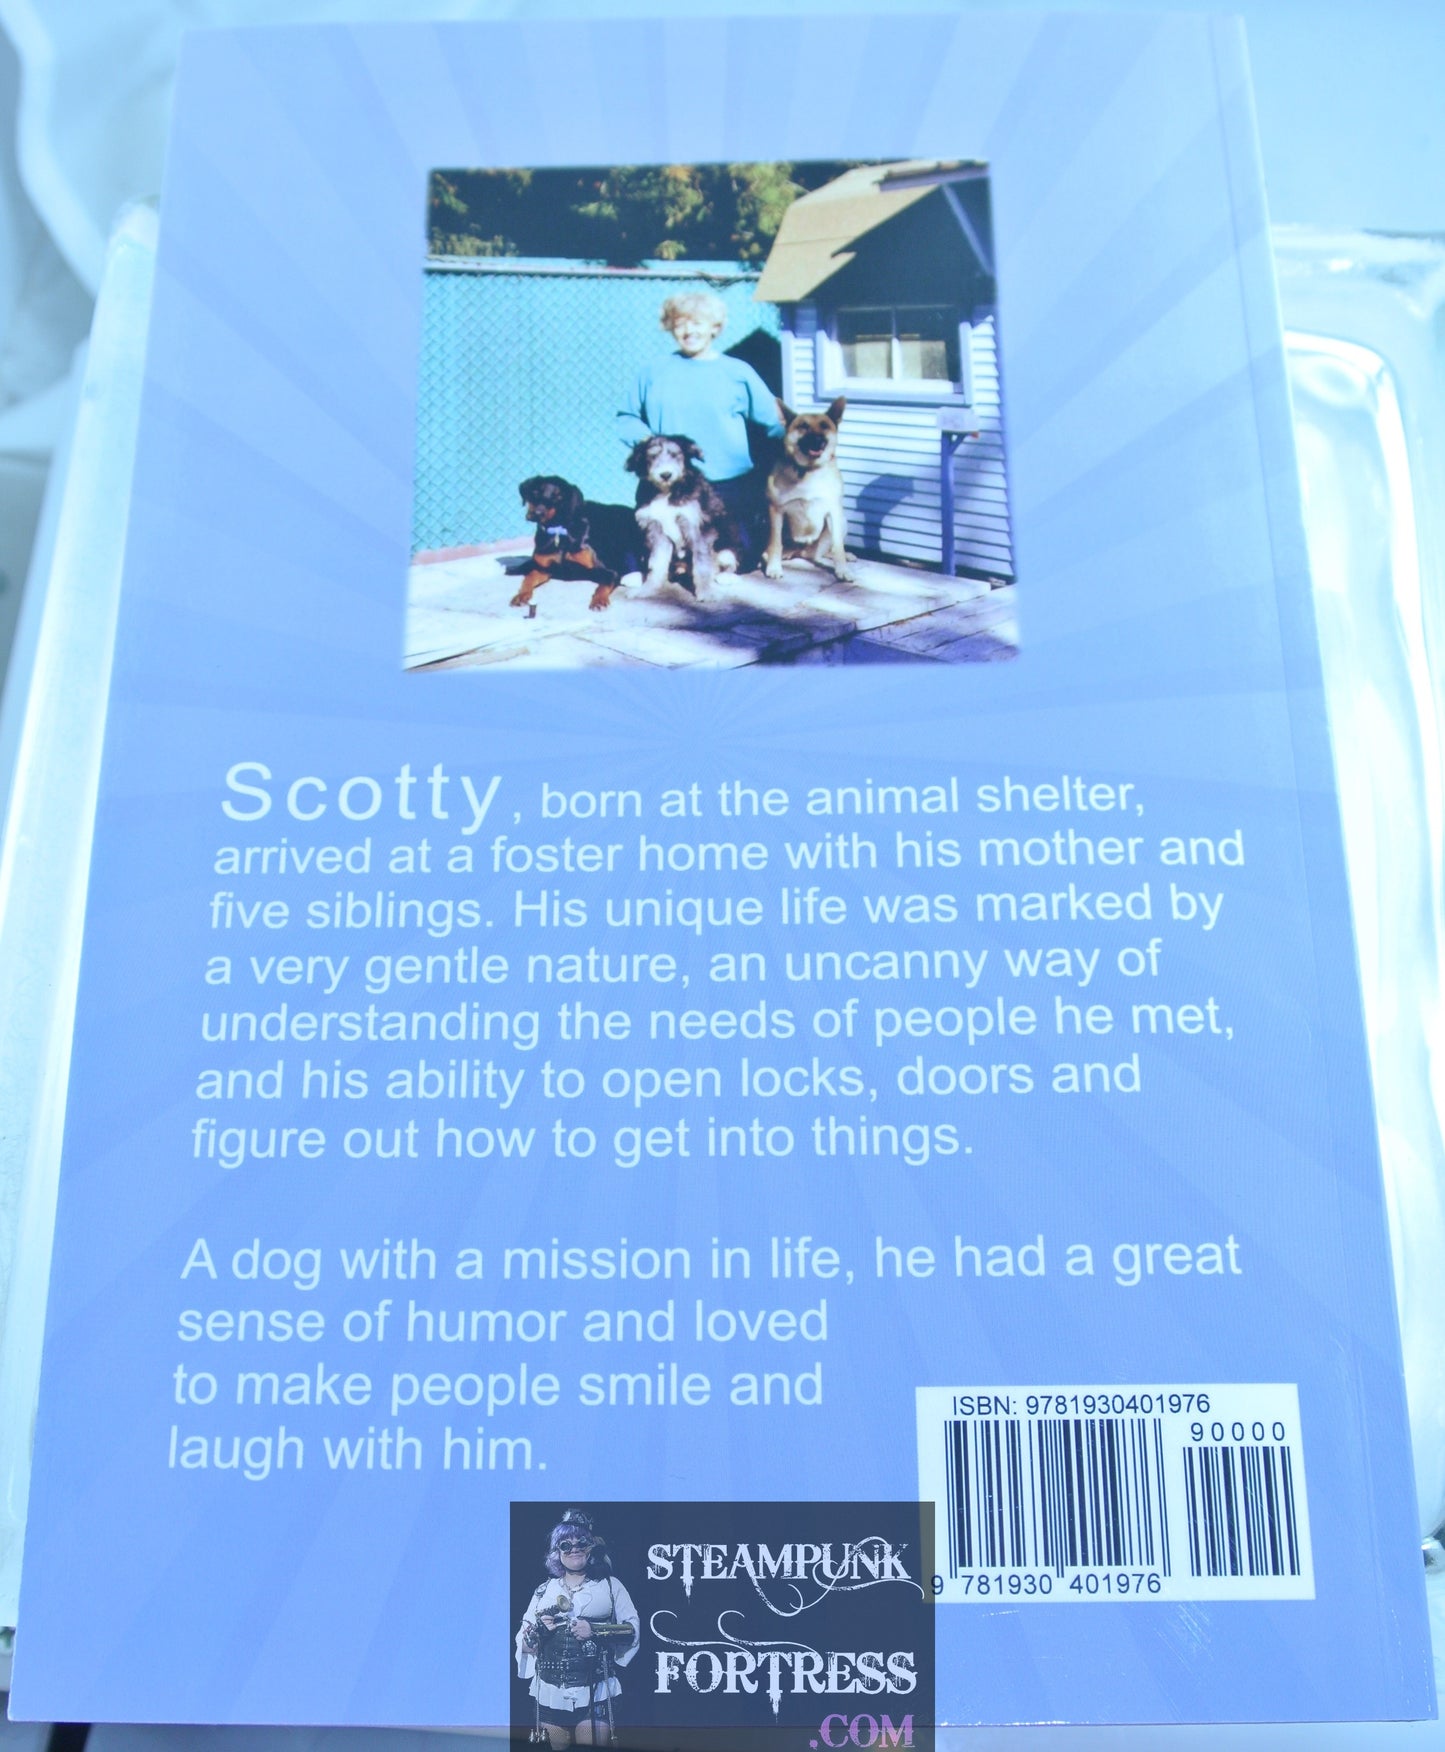 Scotty, born at the animal shelter,
arrived at a foster home with his mother and
five siblings. His unique life was marked by
a very gentle nature, an uncanny way of
understanding the needs of people he met,
and his ability to open locks, doors and
figure out how to get into things.
A dog with a mission in life, he had a great
sense of humor and loved
to make people smile and
laugh with him.
ISBN: 9781930401976
90000
9 781930 401976
STEAMPUNK
FORTRESS
.COM